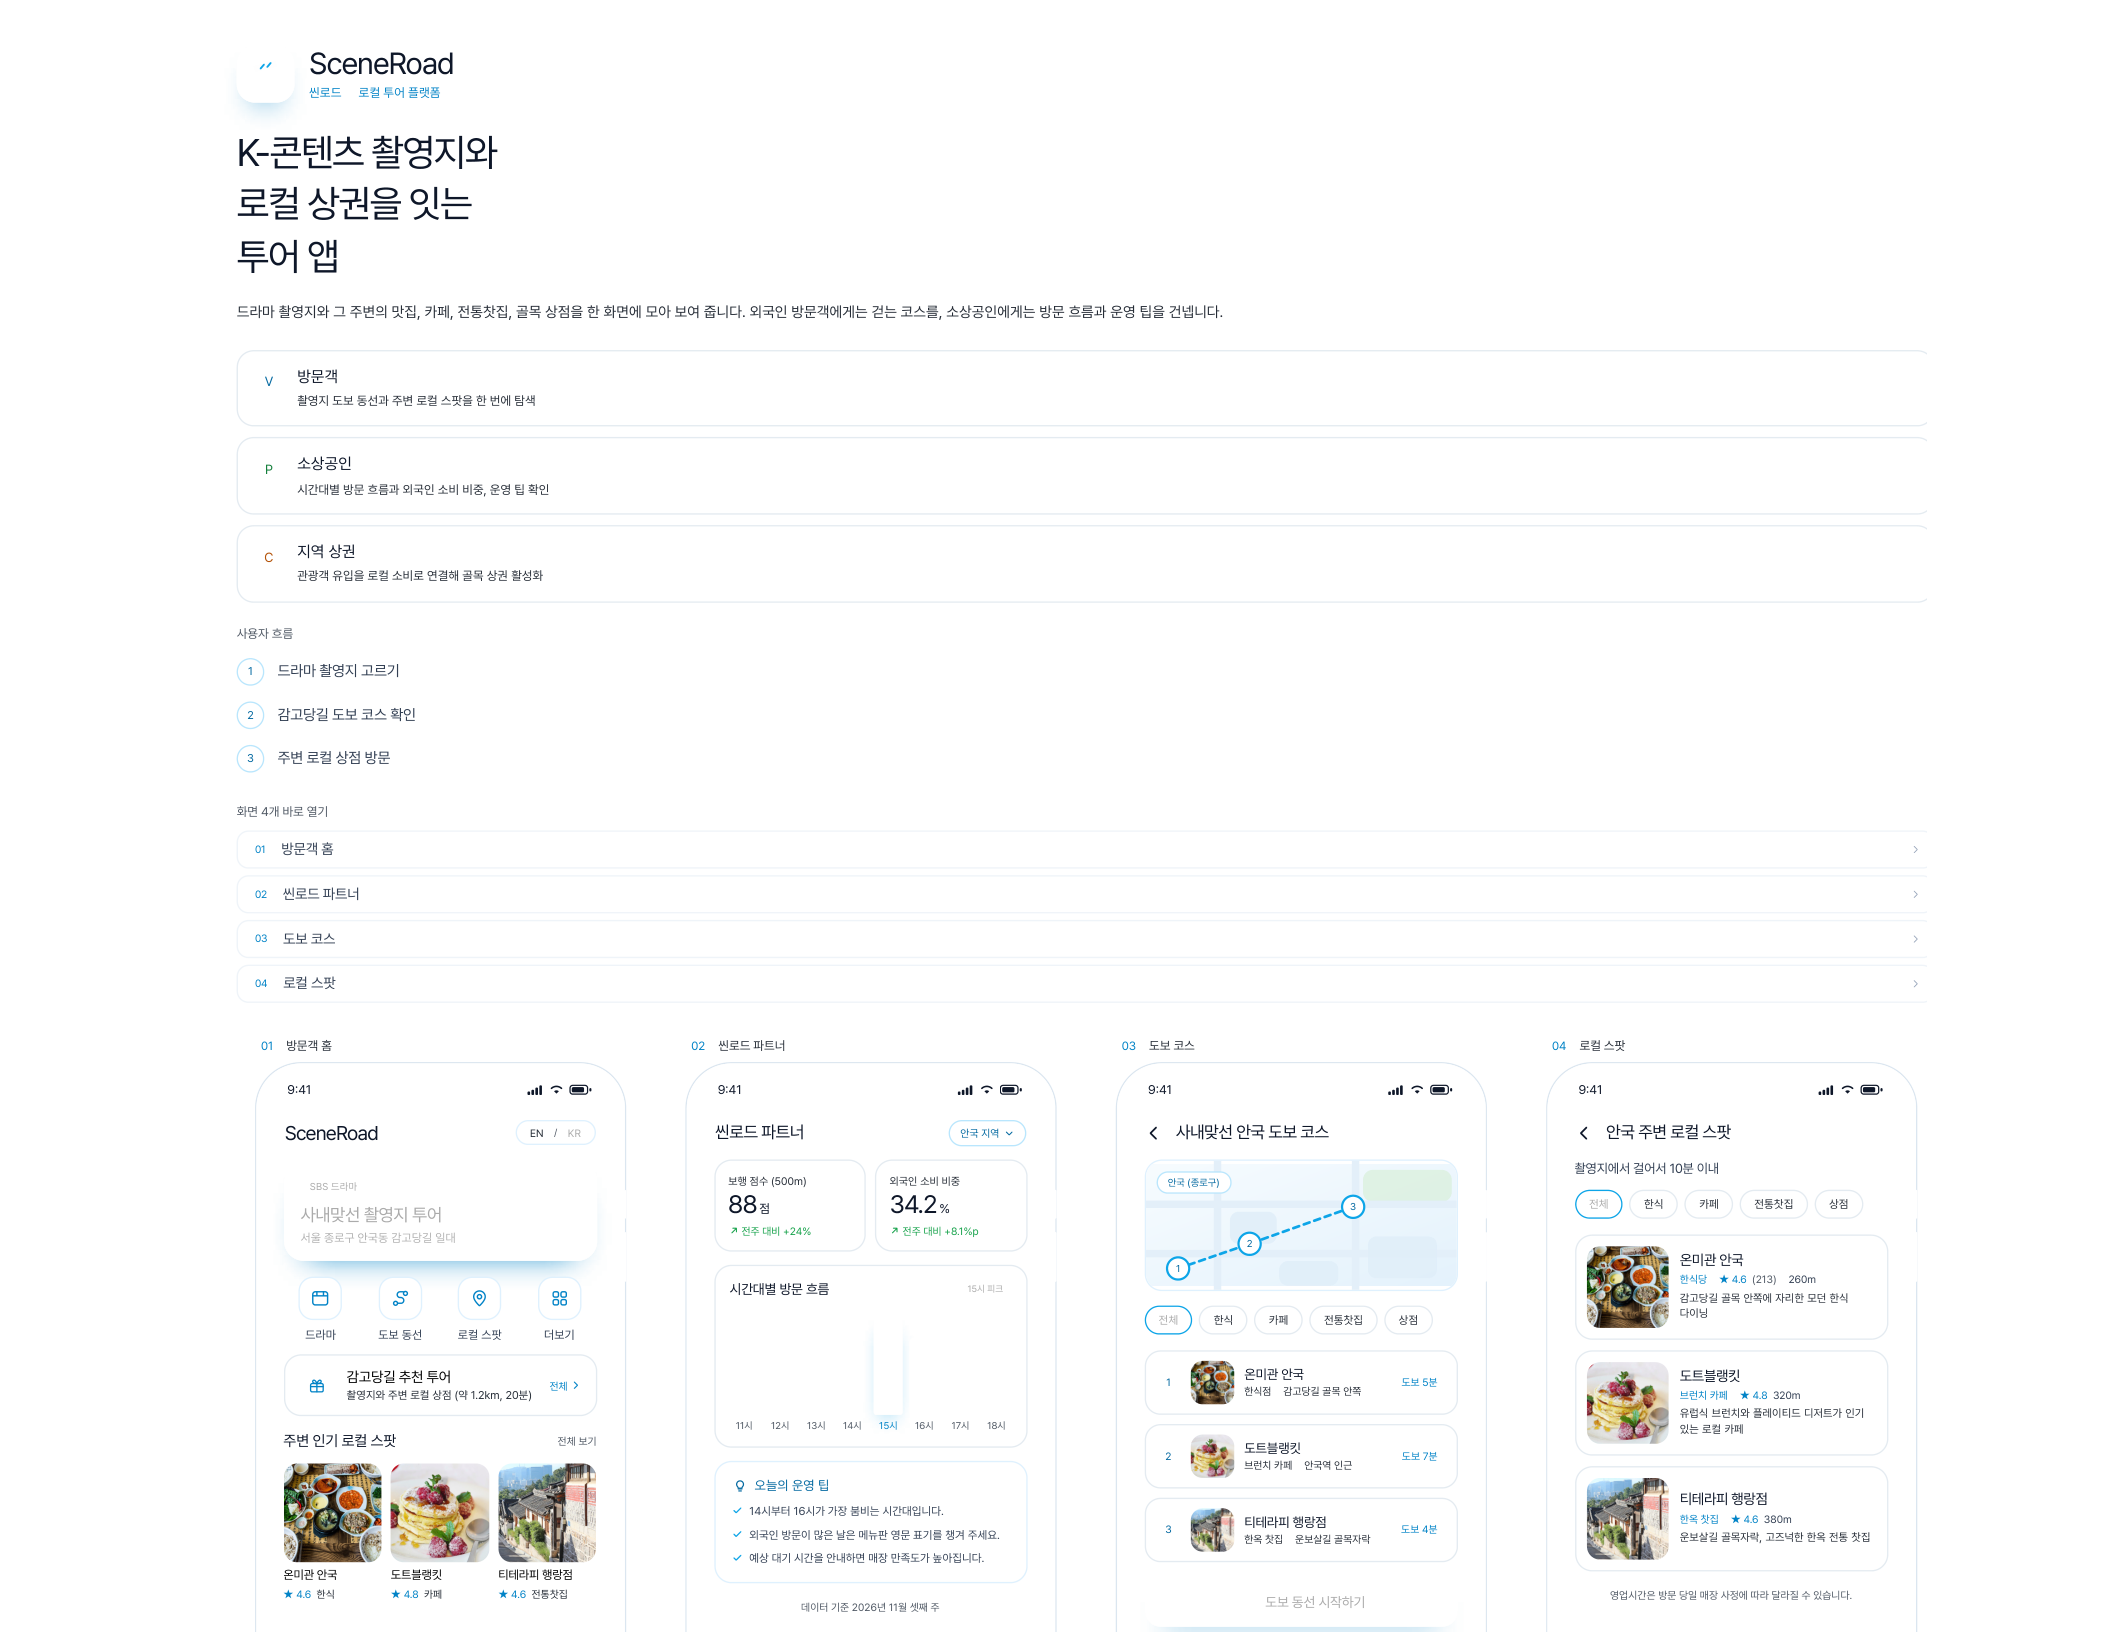 SceneRoad
씬로드 로컬 투어 플랫폼
K-콘텐츠 촬영지와
로컬 상권을 잇는
투어 앱
드라마 촬영지와 그 주변의 맛집, 카페, 전통찻집, 골목 상점을 한 화면에 모아 보여 줍니다. 외국인 방문객에게는 걷는 코스를, 소상공인에게는 방문 흐름과 운영 팁을 건넵니다.
V 방문객
촬영지 도보 동선과 주변 로컬 스팟을 한 번에 탐색
P 소상공인
시간대별 방문 흐름과 외국인 소비 비중, 운영 팁 확인
C 지역 상권
관광객 유입을 로컬 소비로 연결해 골목 상권 활성화
사용자 흐름
1 드라마 촬영지 고르기
2 감고당길 도보 코스 확인
3 주변 로컬 상점 방문
화면 4개 바로 열기
01 방문객 홈
02 씬로드 파트너
03 도보 코스
04 로컬 스팟
01 방문객 홈
9:41
SceneRoad
EN / KR
SBS 드라마
사내맞선 촬영지 투어
서울 종로구 안국동 감고당길 일대
드라마 도보 동선 로컬 스팟 더보기
감고당길 추천 투어
촬영지와 주변 로컬 상점 (약 1.2km, 20분)
전체
주변 인기 로컬 스팟
전체 보기
온미관 안국
★ 4.6 한식
도트블랭킷
★ 4.8 카페
티테라피 행랑점
★ 4.6 전통찻집
02 씬로드 파트너
9:41
씬로드 파트너
안국 지역
보행 점수 (500m)
88점
전주 대비 +24%
외국인 소비 비중
34.2%
전주 대비 +8.1%p
시간대별 방문 흐름
15시 피크
11시 12시 13시 14시 15시 16시 17시 18시
오늘의 운영 팁
14시부터 16시가 가장 붐비는 시간대입니다.
외국인 방문이 많은 날은 메뉴판 영문 표기를 챙겨 주세요.
예상 대기 시간을 안내하면 매장 만족도가 높아집니다.
데이터 기준 2026년 11월 셋째 주
03 도보 코스
9:41
사내맞선 안국 도보 코스
안국 (종로구)
1
2
3
전체 한식 카페 전통찻집 상점
1 온미관 안국
한식점 감고당길 골목 안쪽
도보 5분
2 도트블랭킷
브런치 카페 안국역 인근
도보 7분
3 티테라피 행랑점
한옥 찻집 운보살길 골목자락
도보 4분
도보 동선 시작하기
04 로컬 스팟
9:41
안국 주변 로컬 스팟
촬영지에서 걸어서 10분 이내
전체 한식 카페 전통찻집 상점
온미관 안국
한식당 ★ 4.6 (213) 260m
감고당길 골목 안쪽에 자리한 모던 한식
다이닝
도트블랭킷
브런치 카페 ★ 4.8 320m
유럽식 브런치와 플레이티드 디저트가 인기
있는 로컬 카페
티테라피 행랑점
한옥 찻집 ★ 4.6 380m
운보살길 골목자락, 고즈넉한 한옥 전통 찻집
영업시간은 방문 당일 매장 사정에 따라 달라질 수 있습니다.